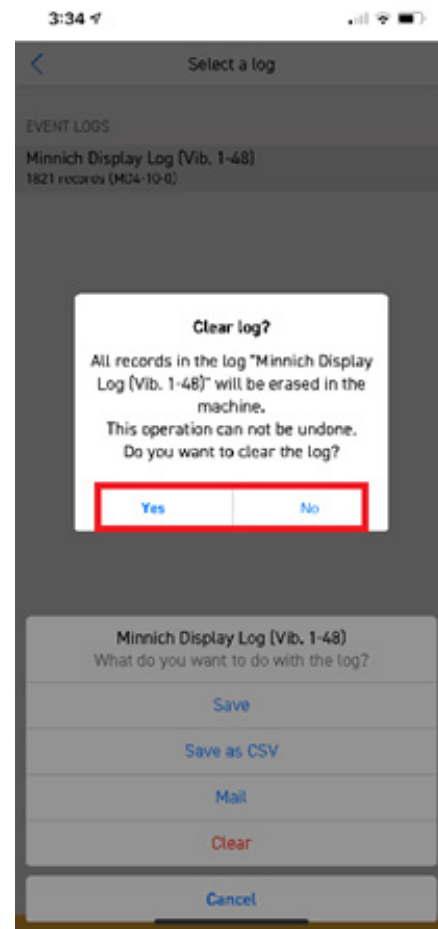 3:34
Select a log
EVENT LOGS
Minnich Display Log (Vib. 1-48)
1821 records (M04-10-0)
Clear log?
All records in the log "Minnich Display
Log (Vib. 1-48)" will be erased in the
machine.
This operation can not be undone.
Do you want to clear the log?
Yes No
Minnich Display Log (Vib. 1-48)
What do you want to do with the log?
Save
Save as CSV
Mail
Clear
Cancel